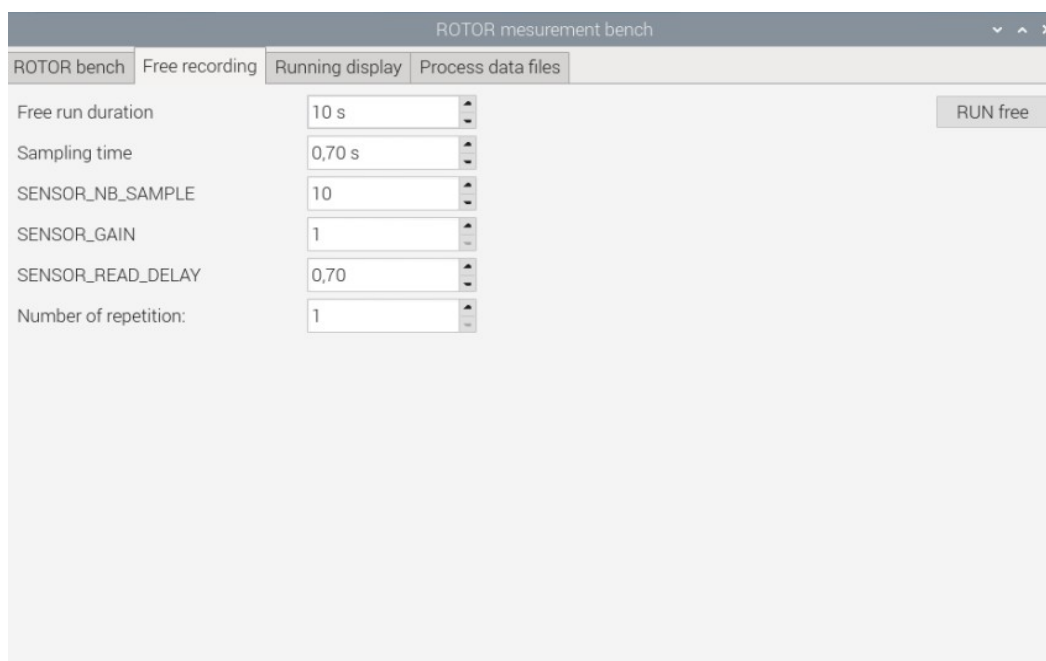 ROTOR mesurement bench
ROTOR bench Free recording Running display Process data files
Free run duration 10 s RUN free
Sampling time 0,70 s
SENSOR_NB_SAMPLE 10
SENSOR_GAIN 1
SENSOR_READ_DELAY 0,70
Number of repetition: 1